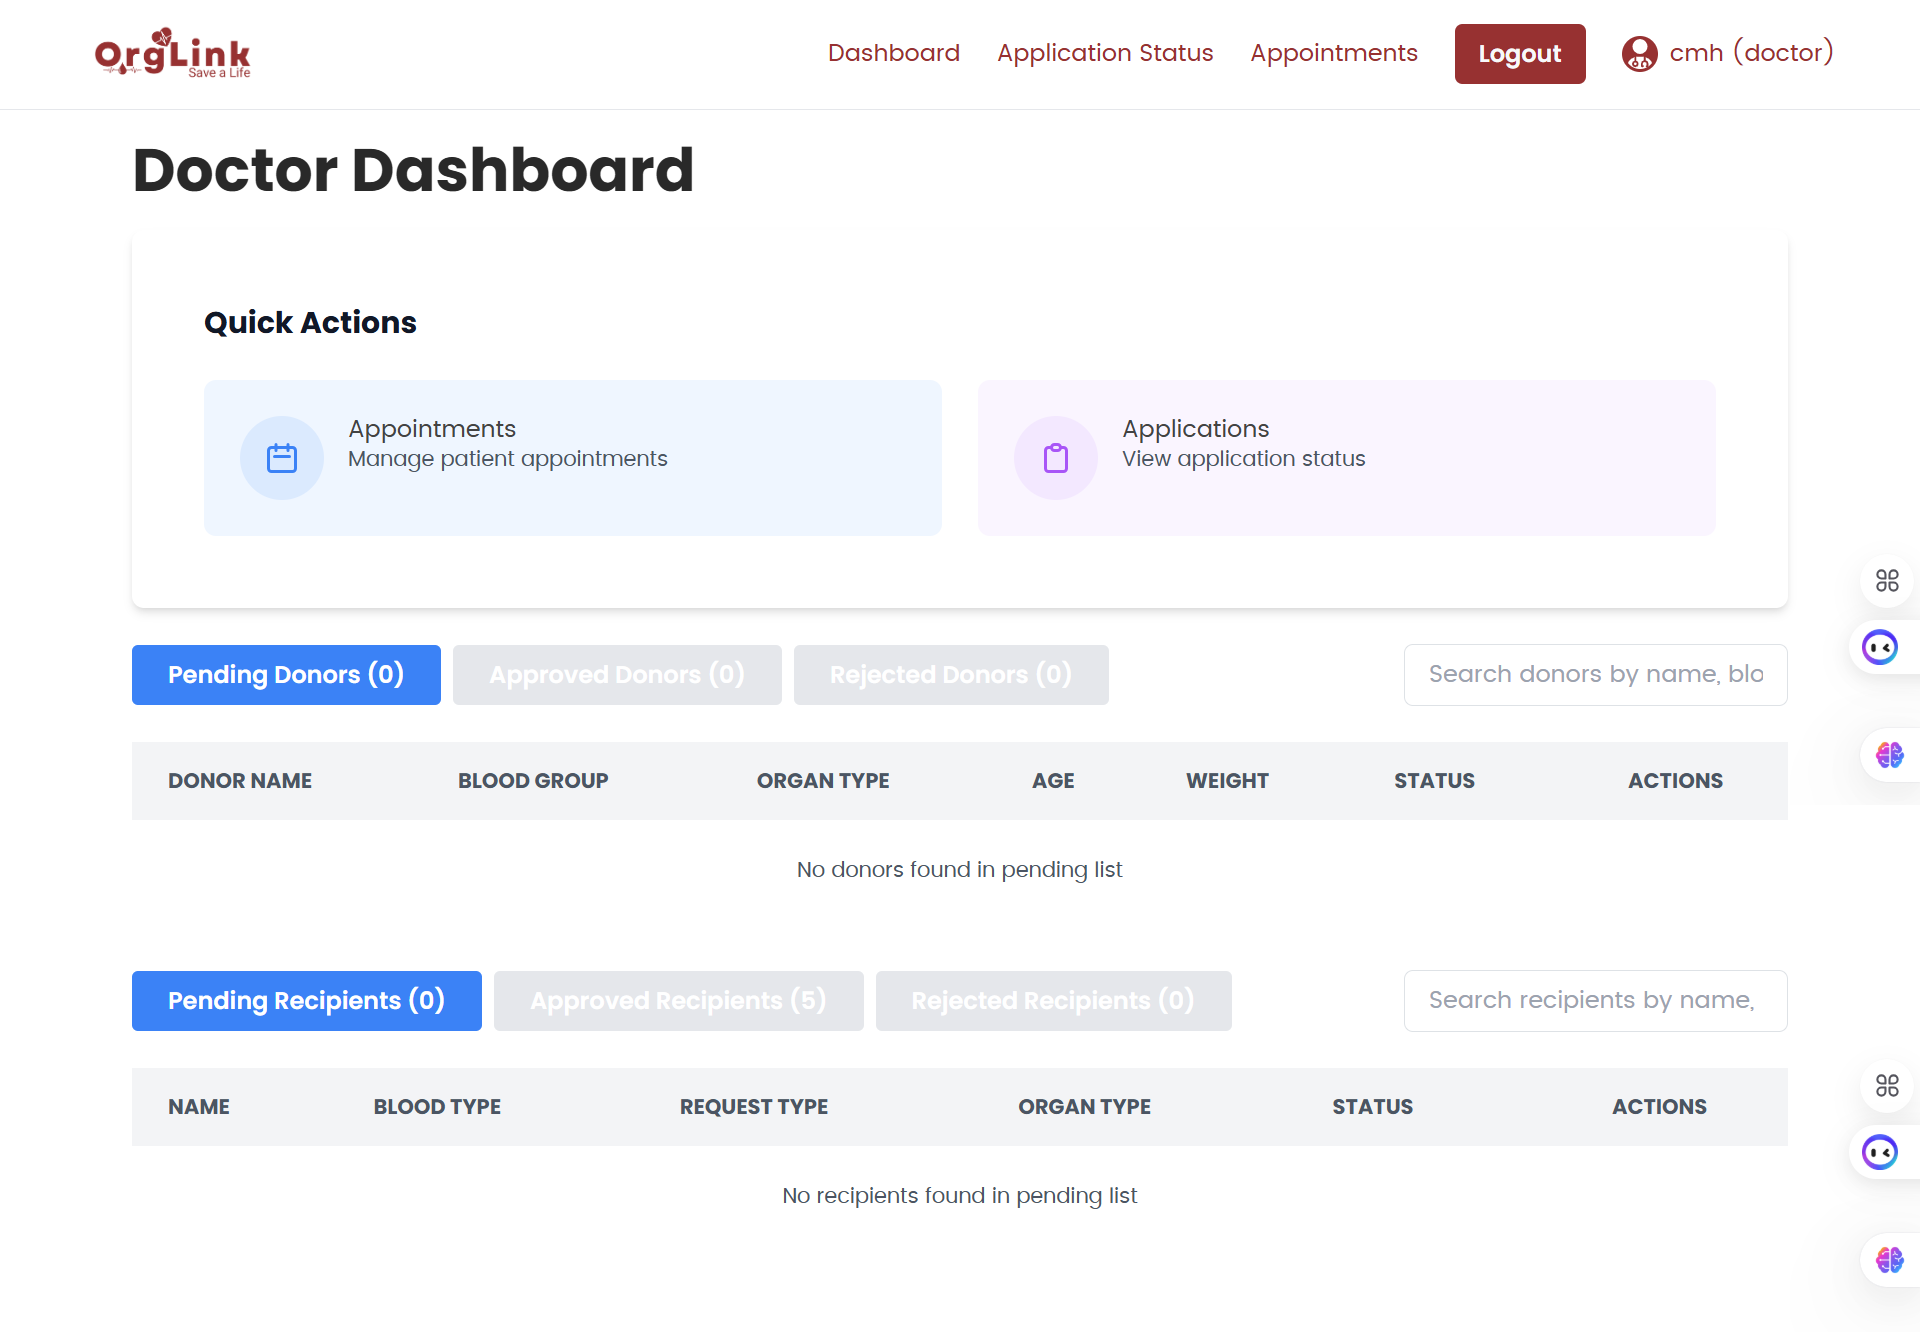 OrgLink
Save a Life
Dashboard
Application Status
Appointments
Logout
cmh (doctor)
Doctor Dashboard
Quick Actions
Appointments
Manage patient appointments
Applications
View application status
Pending Donors (0)
Approved Donors (0)
Rejected Donors (0)
Search donors by name, blo
DONOR NAME
BLOOD GROUP
ORGAN TYPE
AGE
WEIGHT
STATUS
ACTIONS
No donors found in pending list
Pending Recipients (0)
Approved Recipients (5)
Rejected Recipients (0)
Search recipients by name,
NAME
BLOOD TYPE
REQUEST TYPE
ORGAN TYPE
STATUS
ACTIONS
No recipients found in pending list